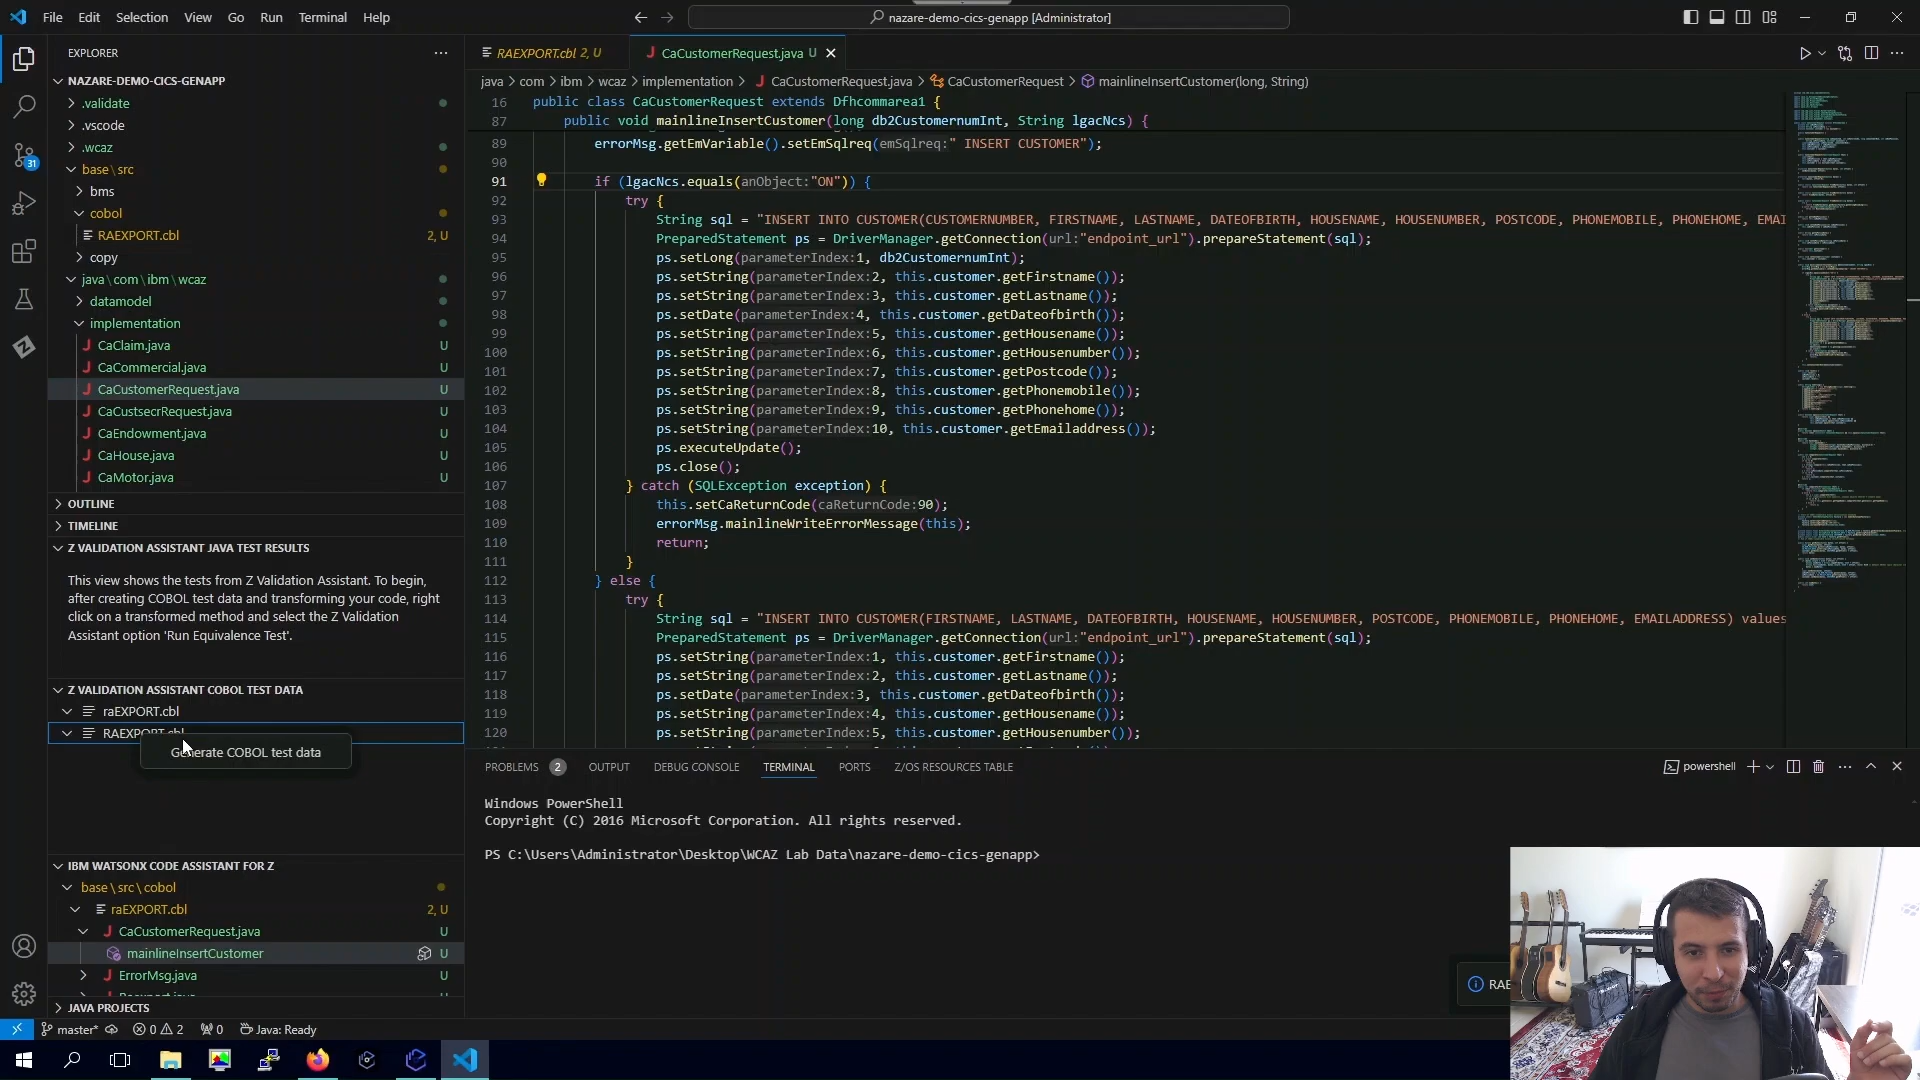 File Edit Selection View Go Run Terminal Help
nazare-demo-cics-genapp [Administrator]
EXPLORER
NAZARE-DEMO-CICS-GENAPP
.validate
.vscode
.wcaz
base\src
bms
cobol
RAEXPORT.cbl 2, U
copy
java\com\ibm\wcaz
datamodel
implementation
CaClaim.java U
CaCommercial.java U
CaCustomerRequest.java U
CaCustsecrRequest.java U
CaEndowment.java U
CaHouse.java U
CaMotor.java U
OUTLINE
TIMELINE
Z VALIDATION ASSISTANT JAVA TEST RESULTS
This view shows the tests from Z Validation Assistant. To begin,
after creating COBOL test data and transforming your code, right
click on a transformed method and select the Z Validation
Assistant option 'Run Equivalence Test'.
Z VALIDATION ASSISTANT COBOL TEST DATA
raEXPORT.cbl
RAEXPORT.cbl
Generate COBOL test data
IBM WATSONX CODE ASSISTANT FOR Z
base\src\cobol
raEXPORT.cbl 2, U
CaCustomerRequest.java U
mainlineInsertCustomer U
ErrorMsg.java U
JAVA PROJECTS
31
RAEXPORT.cbl 2, U
CaCustomerRequest.java U
java > com > ibm > wcaz > implementation > CaCustomerRequest.java > CaCustomerRequest > mainlineInsertCustomer(long, String)
16 public class CaCustomerRequest extends Dfhcommarea1 {
87 public void mainlineInsertCustomer(long db2CustomernumInt, String lgacNcs) {
89 errorMsg.getEmVariable().setEmSqlreq(emSqlreq:" INSERT CUSTOMER");
90
91 if (lgacNcs.equals(anObject:"ON")) {
92 try {
93 String sql = "INSERT INTO CUSTOMER(CUSTOMERNUMBER, FIRSTNAME, LASTNAME, DATEOFBIRTH, HOUSENAME, HOUSENUMBER, POSTCODE, PHONEMOBILE, PHONEHOME, EMAI
94 PreparedStatement ps = DriverManager.getConnection(url:"endpoint_url").prepareStatement(sql);
95 ps.setLong(parameterIndex:1, db2CustomernumInt);
96 ps.setString(parameterIndex:2, this.customer.getFirstname());
97 ps.setString(parameterIndex:3, this.customer.getLastname());
98 ps.setDate(parameterIndex:4, this.customer.getDateofbirth());
99 ps.setString(parameterIndex:5, this.customer.getHousename());
100 ps.setString(parameterIndex:6, this.customer.getHousenumber());
101 ps.setString(parameterIndex:7, this.customer.getPostcode());
102 ps.setString(parameterIndex:8, this.customer.getPhonemobile());
103 ps.setString(parameterIndex:9, this.customer.getPhonehome());
104 ps.setString(parameterIndex:10, this.customer.getEmailaddress());
105 ps.executeUpdate();
106 ps.close();
107 } catch (SQLException exception) {
108 this.setCaReturnCode(caReturnCode:90);
109 errorMsg.mainlineWriteErrorMessage(this);
110 return;
111 }
112 } else {
113 try {
114 String sql = "INSERT INTO CUSTOMER(FIRSTNAME, LASTNAME, DATEOFBIRTH, HOUSENAME, HOUSENUMBER, POSTCODE, PHONEMOBILE, PHONEHOME, EMAILADDRESS) values
115 PreparedStatement ps = DriverManager.getConnection(url:"endpoint_url").prepareStatement(sql);
116 ps.setString(parameterIndex:1, this.customer.getFirstname());
117 ps.setString(parameterIndex:2, this.customer.getLastname());
118 ps.setDate(parameterIndex:3, this.customer.getDateofbirth());
119 ps.setString(parameterIndex:4, this.customer.getHousename());
120 ps.setString(parameterIndex:5, this.customer.getHousenumber());
PROBLEMS 2 OUTPUT DEBUG CONSOLE TERMINAL PORTS Z/OS RESOURCES TABLE
powershell
Windows PowerShell
Copyright (C) 2016 Microsoft Corporation. All rights reserved.
PS C:\Users\Administrator\Desktop\WCAZ Lab Data\nazare-demo-cics-genapp>
RAE
master* 0 2 0 Java: Ready